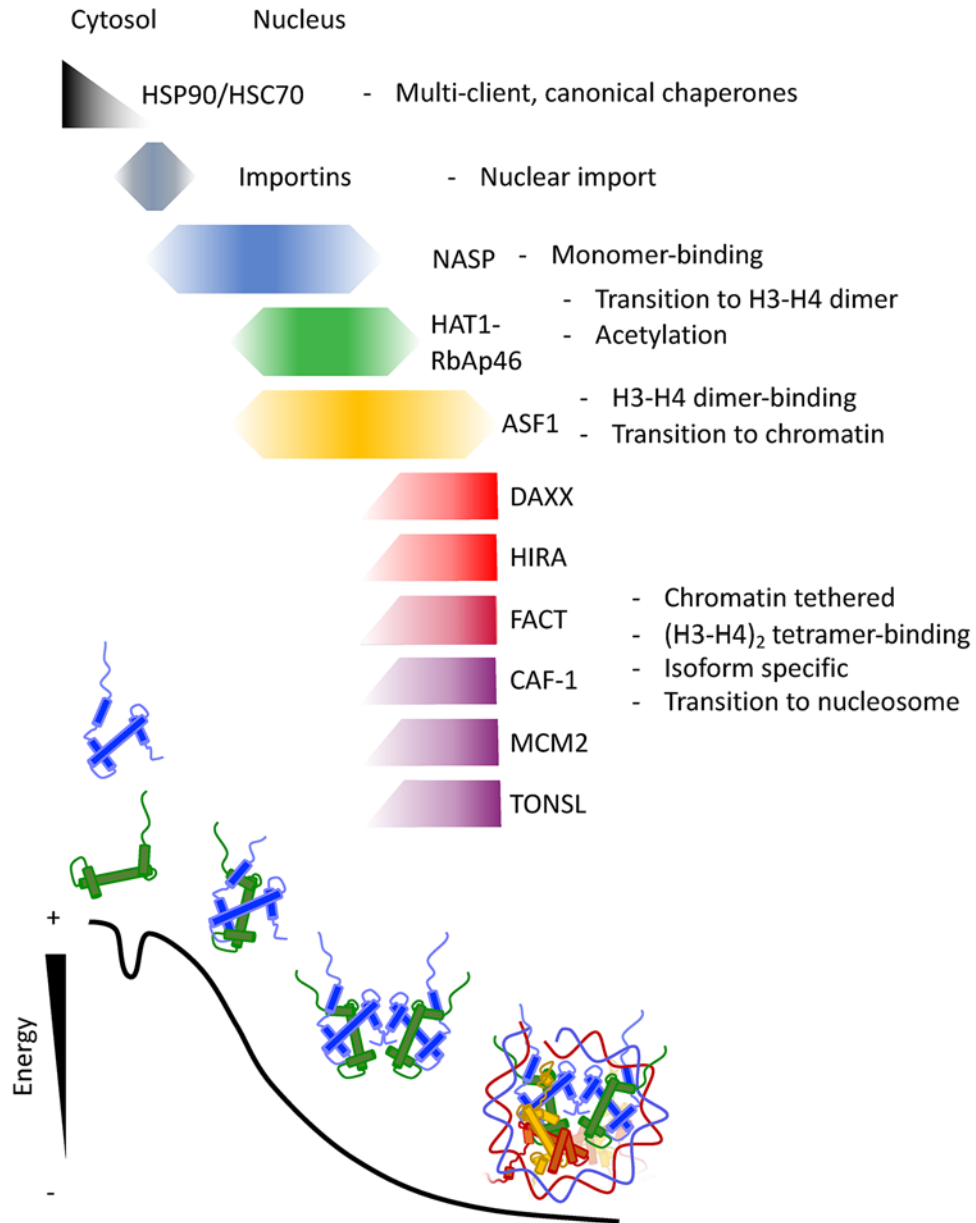 Cytosol Nucleus
HSP90/HSC70 - Multi-client, canonical chaperones
Importins - Nuclear import
NASP - Monomer-binding
- Transition to H3-H4 dimer
HAT1-
RbAp46
- Acetylation
- H3-H4 dimer-binding
ASF1
- Transition to chromatin
DAXX
HIRA
FACT
CAF-1
MCM2
TONSL
- Chromatin tethered
- (H3-H4)₂ tetramer-binding
- Isoform specific
- Transition to nucleosome
+
Energy
-